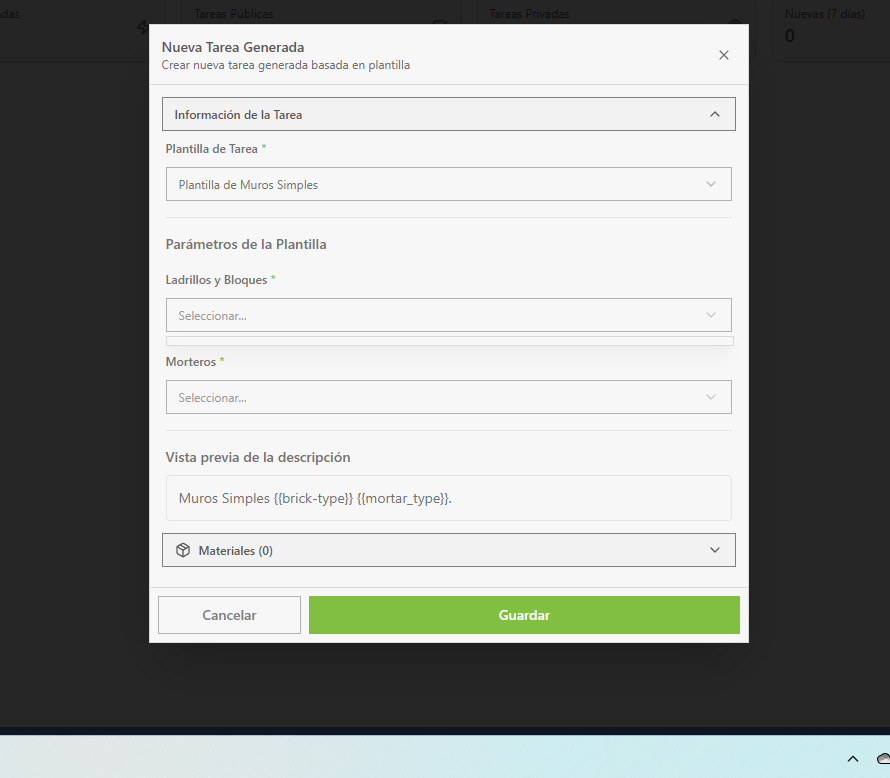 das
Tareas Públicas
Tareas Privadas
Nuevas (7 días)
0
Nueva Tarea Generada
Crear nueva tarea generada basada en plantilla
Información de la Tarea
Plantilla de Tarea *
Plantilla de Muros Simples
Parámetros de la Plantilla
Ladrillos y Bloques *
Seleccionar...
Morteros *
Seleccionar...
Vista previa de la descripción
Muros Simples {{brick-type}} {{mortar_type}}.
Materiales (0)
Cancelar
Guardar